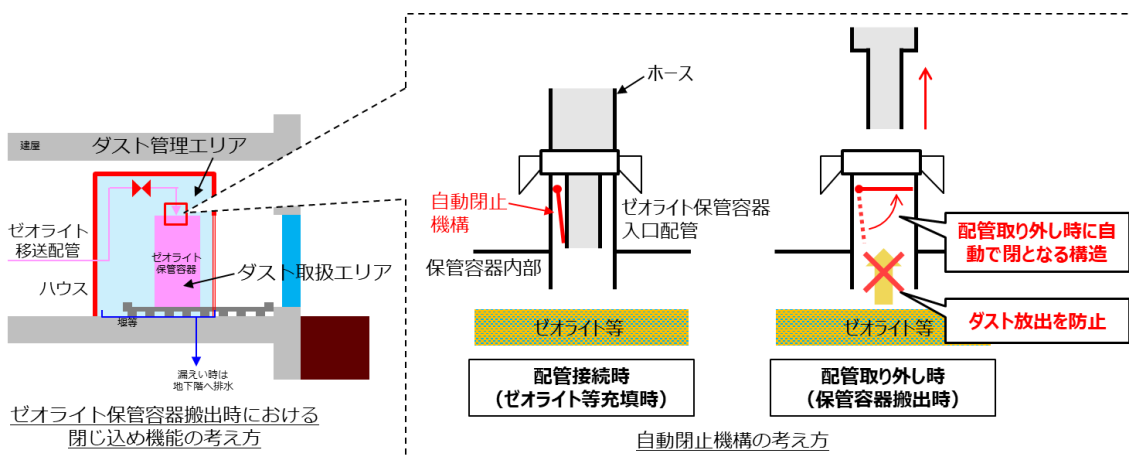 建屋
ダスト管理エリア
ゼオライト
移送配管
ゼオライト
保管容器
ダスト取扱エリア
ハウス
堰等
漏えい時は
地下階へ排水
ゼオライト保管容器搬出時における
閉じ込め機能の考え方
ホース
自動閉止
機構
ゼオライト保管容器
入口配管
保管容器内部
ゼオライト等
配管接続時
（ゼオライト等充填時）
配管取り外し時に自
動で閉となる構造
ダスト放出を防止
ゼオライト等
配管取り外し時
（保管容器搬出時）
自動閉止機構の考え方